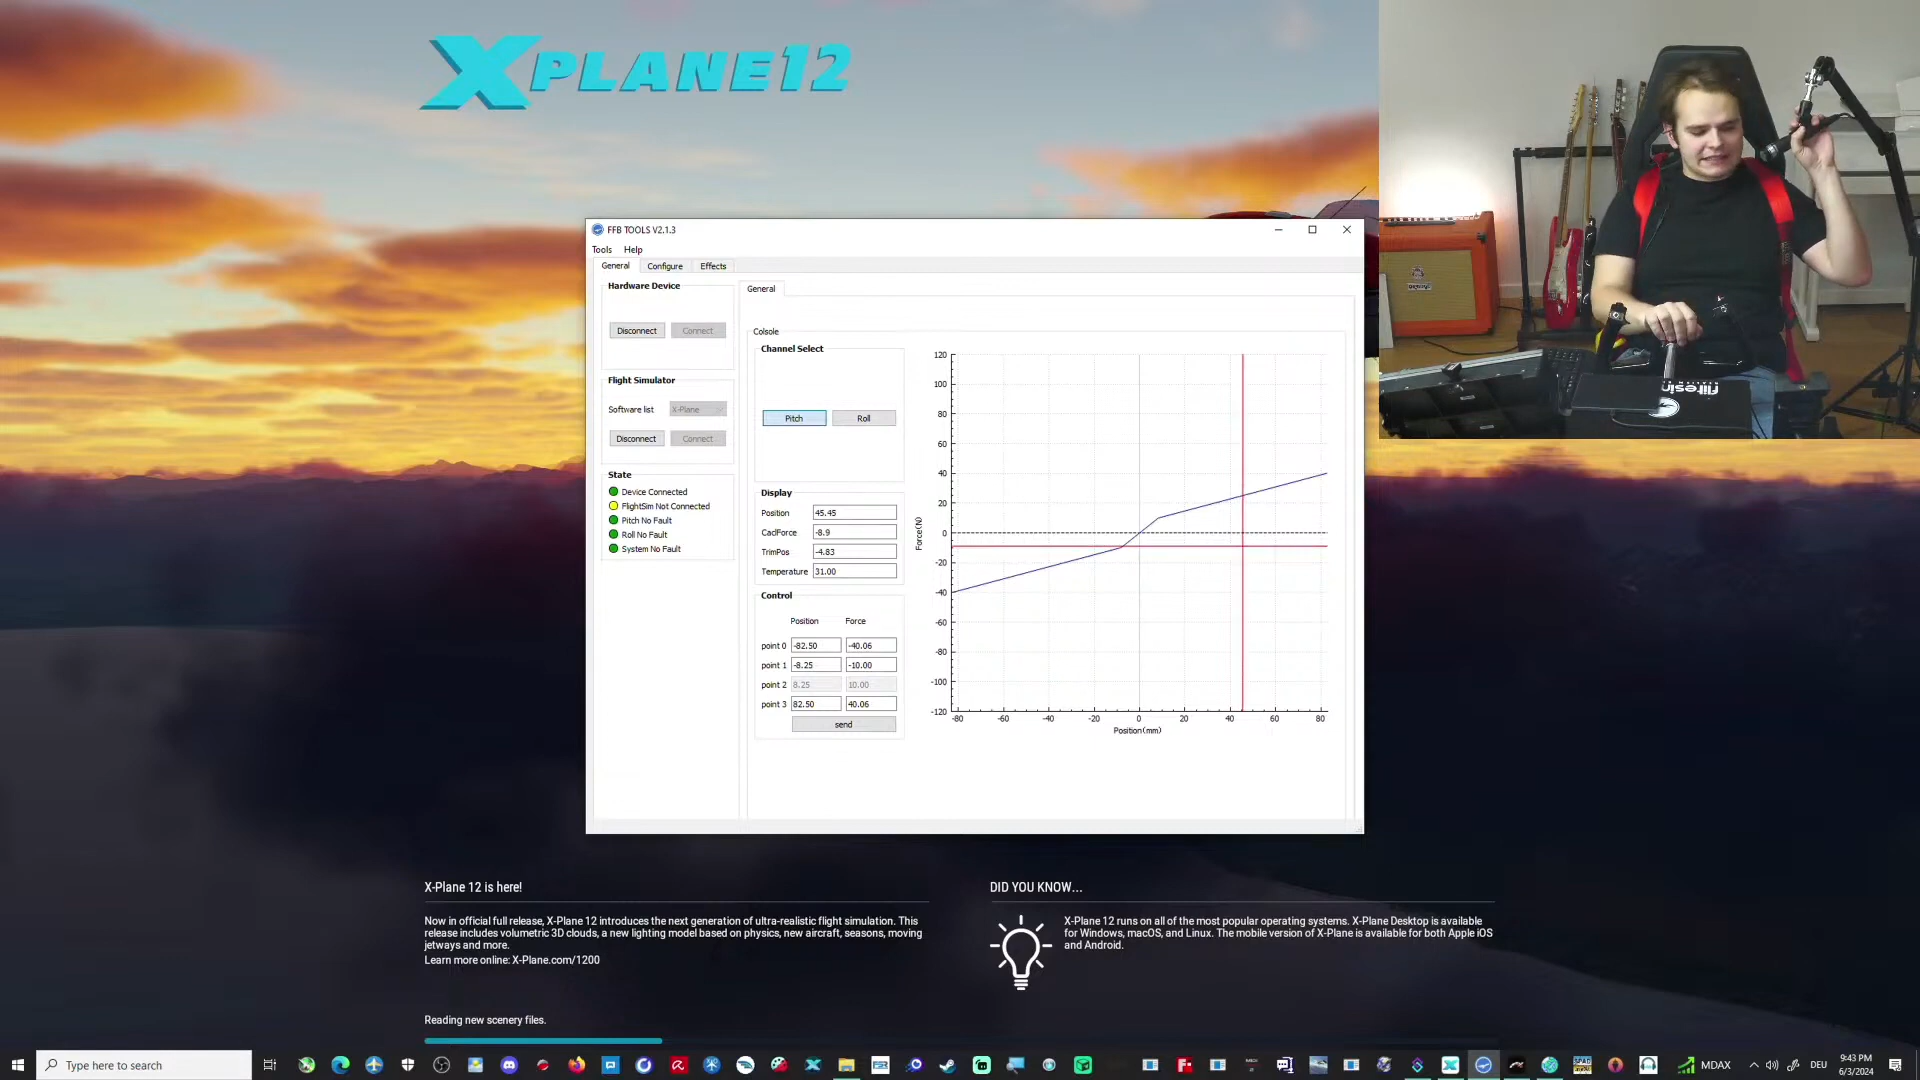 XPLANE12
FFB TOOLS V2.1.3
Tools Help
General Configure Effects
Hardware Device
Disconnect Connect
Flight Simulator
Software list X-Plane
Disconnect Connect
State
Device Connected
FlightSim Not Connected
Pitch No Fault
Roll No Fault
System No Fault
General
Colsole
Channel Select
Pitch Roll
Display
Position 45.45
CadForce -8.9
TrimPos -4.83
Temperature 31.00
Control
Position Force
point 0 -82.50 -40.06
point 1 -8.25 -10.00
point 2 8.25 10.00
point 3 82.50 40.06
send
120
100
80
60
40
20
0
-20
-40
-60
-80
-100
-120
Force(N)
-80 -60 -40 -20 0 20 40 60 80
Position(mm)
X-Plane 12 is here!
Now in official full release, X-Plane 12 introduces the next generation of ultra-realistic flight simulation. This
release includes volumetric 3D clouds, a new lighting model based on physics, new aircraft, seasons, moving
jetways and more.
Learn more online: X-Plane.com/1200
DID YOU KNOW...
X-Plane 12 runs on all of the most popular operating systems. X-Plane Desktop is available
for Windows, macOS, and Linux. The mobile version of X-Plane is available for both Apple iOS
and Android.
Reading new scenery files.
Type here to search
MDAX
DEU
9:43 PM
6/3/2024